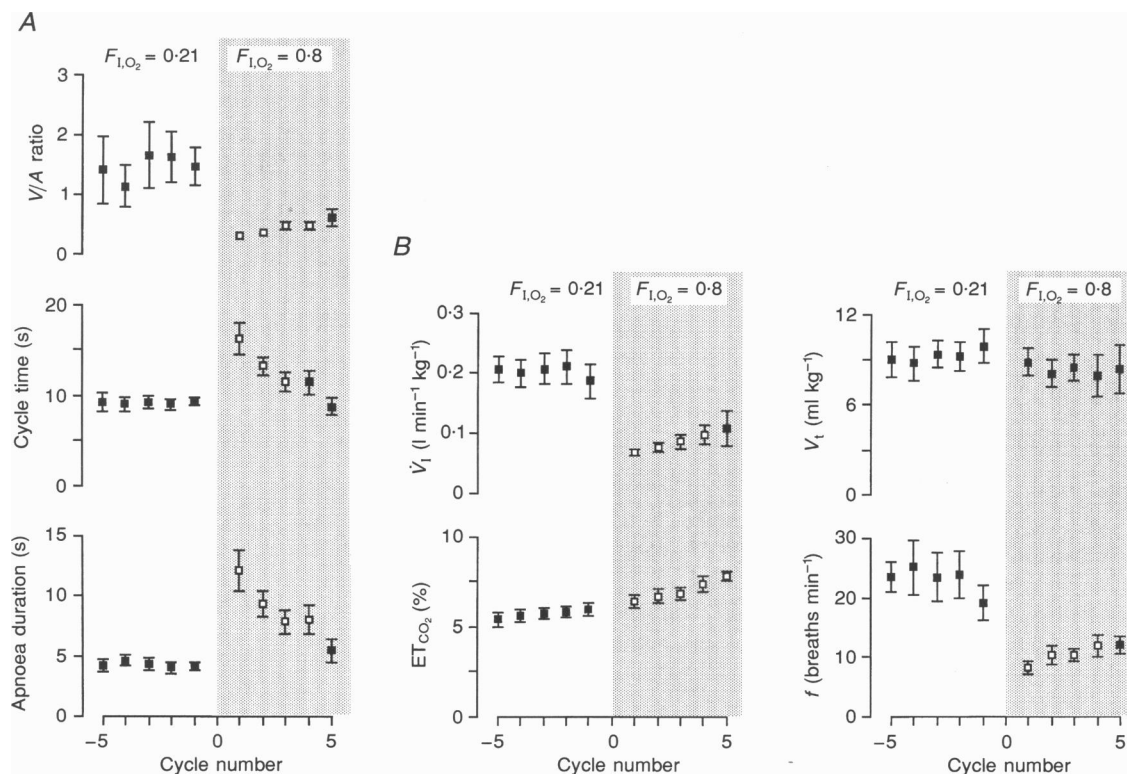 A
F_I,O₂ = 0·21
F_I,O₂ = 0·8
3
2
1
0
V/A ratio
20
15
10
5
0
Cycle time (s)
15
10
5
0
Apnoea duration (s)
−5
0
5
Cycle number
B
F_I,O₂ = 0·21
F_I,O₂ = 0·8
0·3
0·2
0·1
0
V̇_I (l min⁻¹ kg⁻¹)
10
5
0
ET_CO₂ (%)
−5
0
5
Cycle number
F_I,O₂ = 0·21
F_I,O₂ = 0·8
12
9
6
3
0
V_t (ml kg⁻¹)
30
20
10
0
f (breaths min⁻¹)
−5
0
5
Cycle number